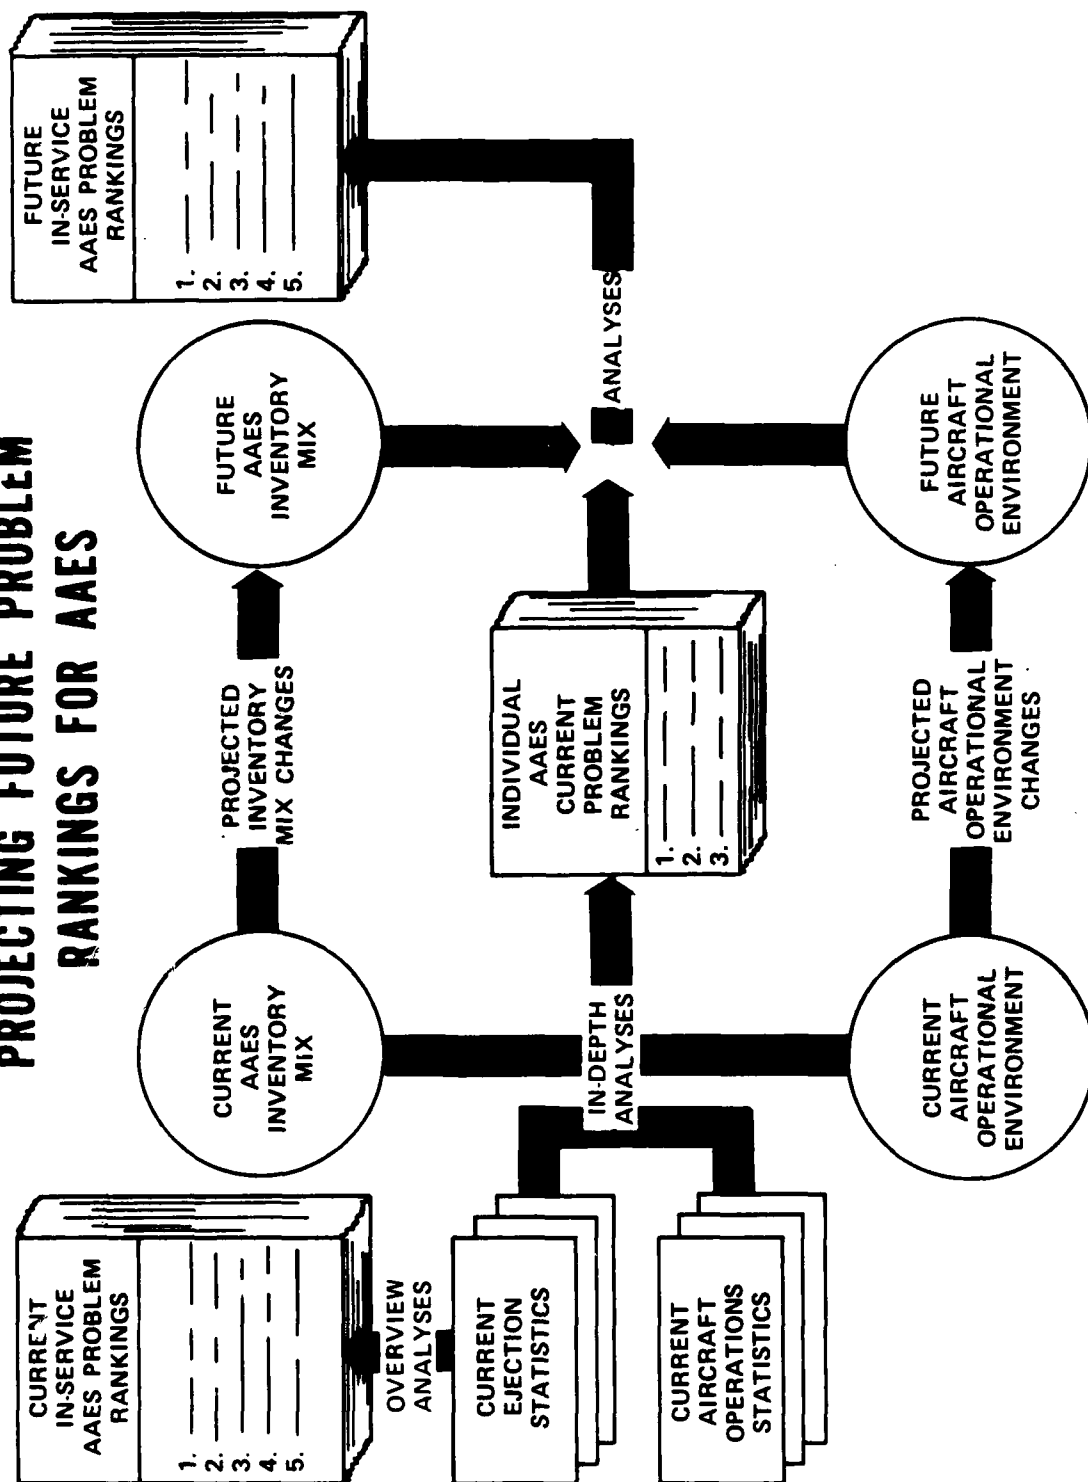 PROJECTING FUTURE PROBLEM
RANKINGS FOR AAES
CURRENT
IN-SERVICE
AAES PROBLEM
RANKINGS
1.
2.
3.
4.
5.
OVERVIEW
ANALYSES
CURRENT
EJECTION
STATISTICS
CURRENT
AIRCRAFT
OPERATIONS
STATISTICS
CURRENT
AAES
INVENTORY
MIX
IN-DEPTH
ANALYSES
CURRENT
AIRCRAFT
OPERATIONAL
ENVIRONMENT
PROJECTED
INVENTORY
MIX CHANGES
INDIVIDUAL
AAES
CURRENT
PROBLEM
RANKINGS
1.
2.
3.
PROJECTED
AIRCRAFT
OPERATIONAL
ENVIRONMENT
CHANGES
FUTURE
AAES
INVENTORY
MIX
ANALYSES
FUTURE
AIRCRAFT
OPERATIONAL
ENVIRONMENT
FUTURE
IN-SERVICE
AAES PROBLEM
RANKINGS
1.
2.
3.
4.
5.